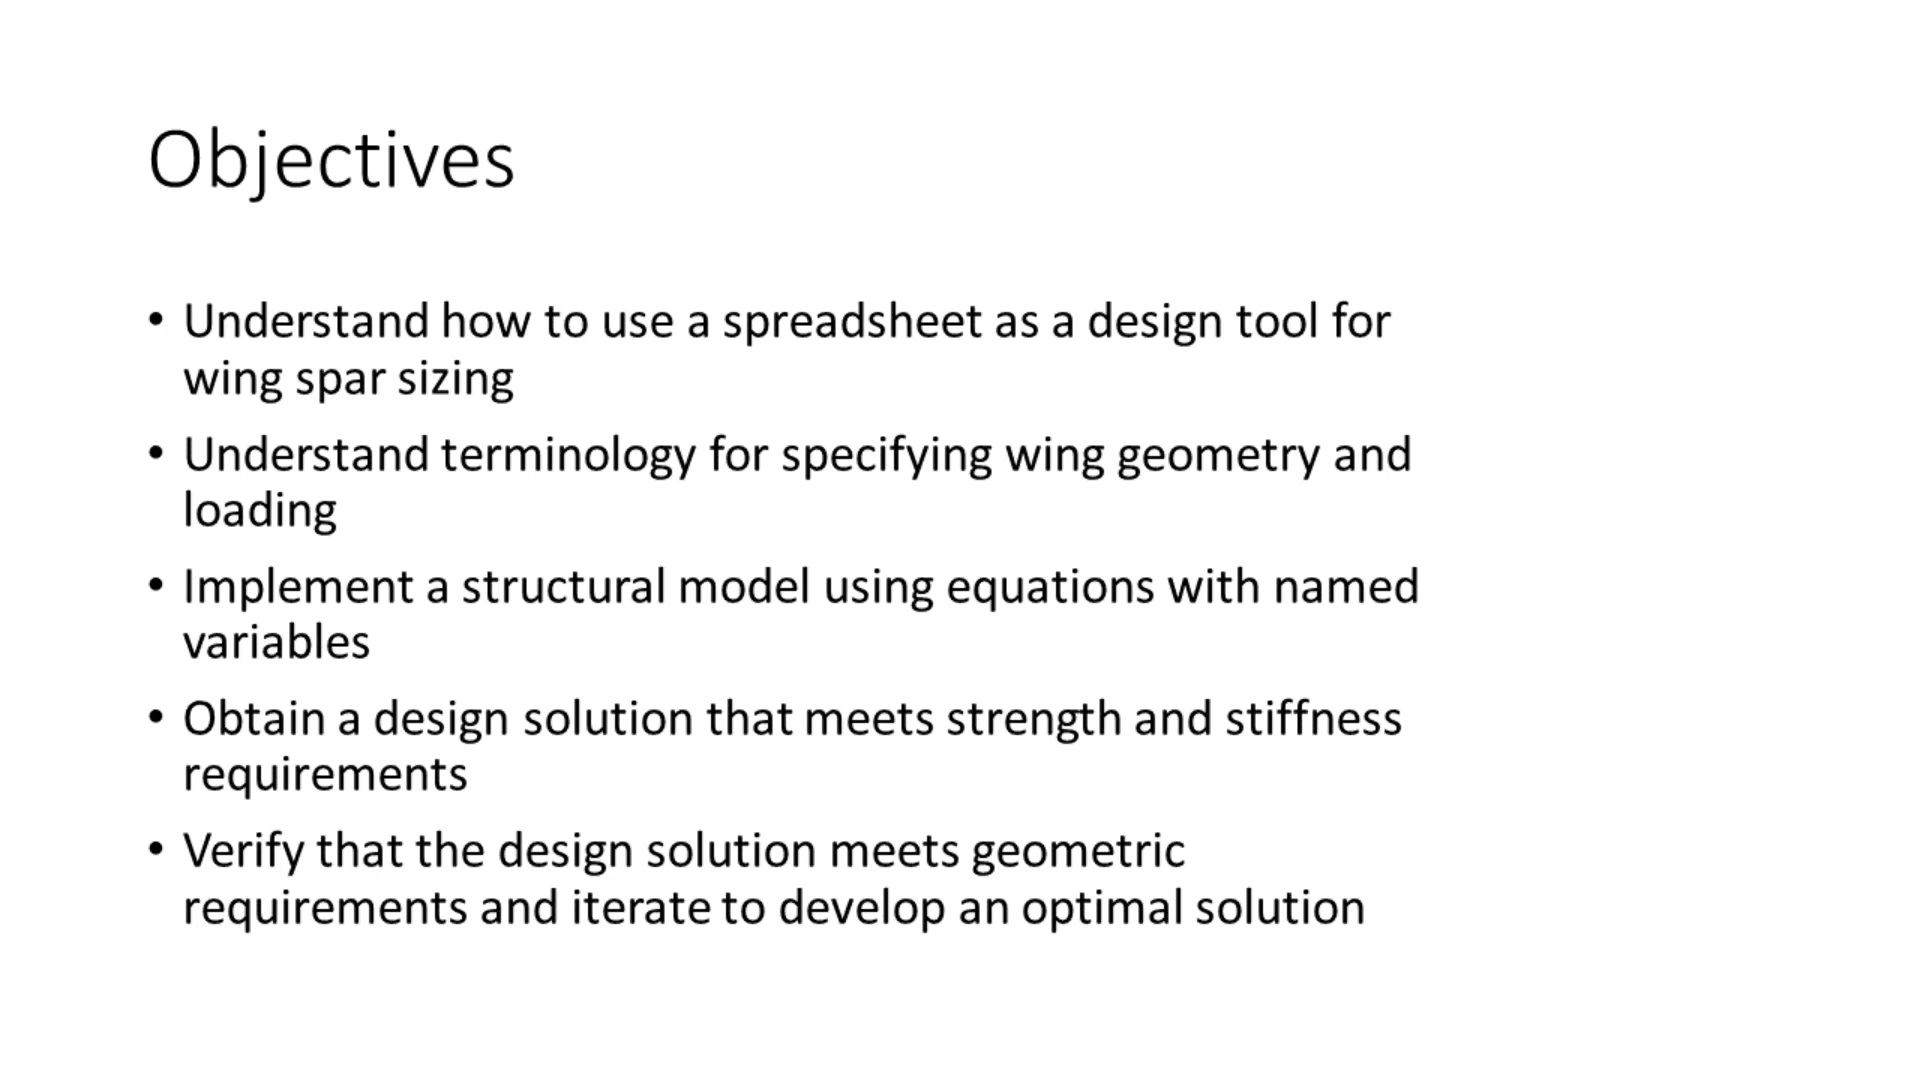 Objectives
• Understand how to use a spreadsheet as a design tool for
wing spar sizing
• Understand terminology for specifying wing geometry and
loading
• Implement a structural model using equations with named
variables
• Obtain a design solution that meets strength and stiffness
requirements
• Verify that the design solution meets geometric
requirements and iterate to develop an optimal solution